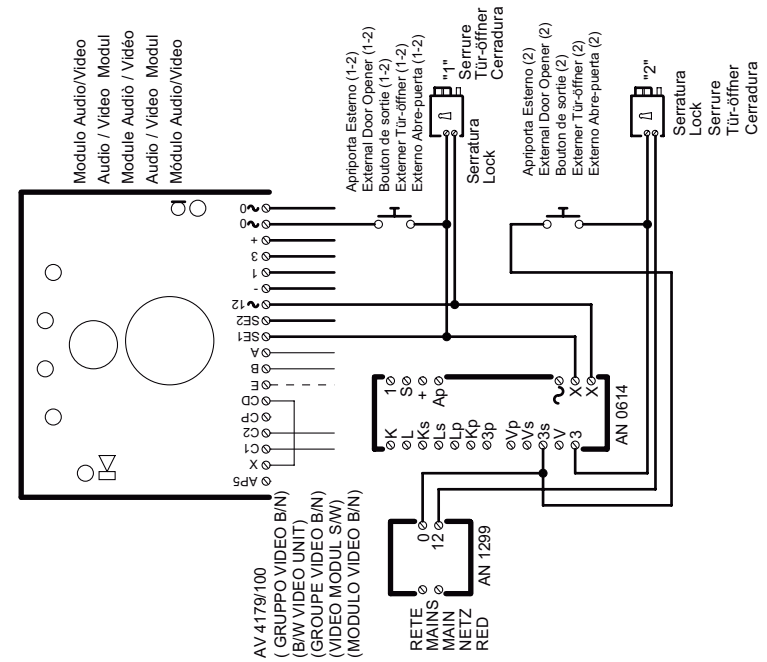 Modulo Audio/Video
Audio / Video Modul
Module Audiò / Vidéo
Audio / Video Modul
Módulo Audio/Video
0~
0~
+
3
1
-
12~
SE2
SE1
A
B
E
CD
CP
C2
C1
X
AP5
AV 4179/100
( GRUPPO VIDEO B/N)
(B/W VIDEO UNIT)
(GROUPE VIDEO B/N)
(VIDEO MODUL S/W)
(MODULO VIDEO B/N)
Apriporta Esterno (1-2)
External Door Opener (1-2)
Bouton de sortie (1-2)
Externer Tür-öffner (1-2)
Externo Abre-puerta (1-2)
"1"
Serratura
Lock
Serrure
Tür-öffner
Cerradura
Apriporta Esterno (2)
External Door Opener (2)
Bouton de sortie (2)
Externer Tür-öffner (2)
Externo Abre-puerta (2)
"2"
Serratura
Lock
Serrure
Tür-öffner
Cerradura
1
S
+
Ap
~
X
X
K
L
Ks
Ls
Lp
Kp
3p
Vp
Vs
3s
V
3
AN 0614
0
12
AN 1299
RETE
MAINS
MAIN
NETZ
RED